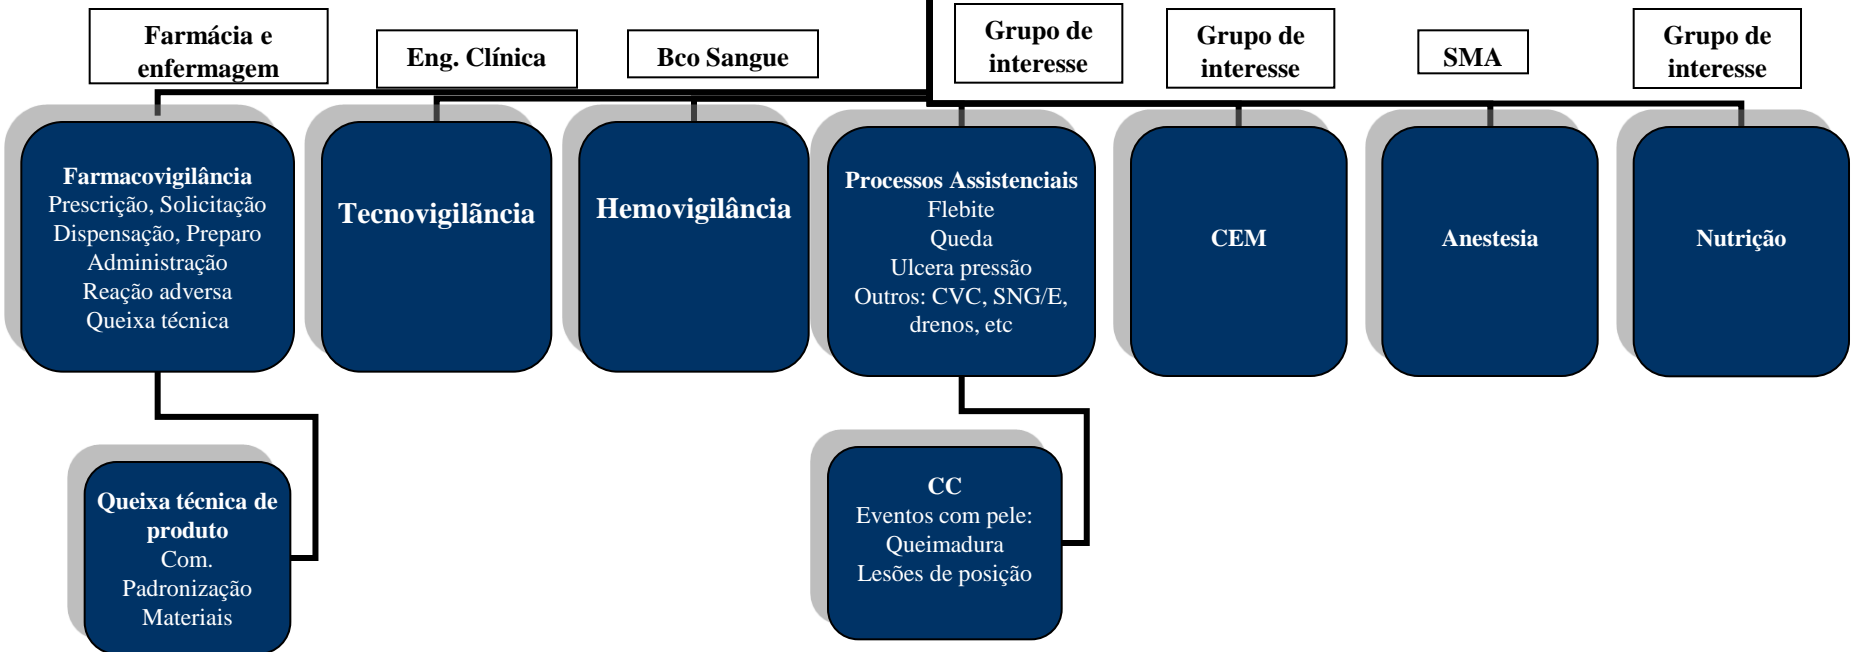 Farmácia e
enfermagem
Eng. Clínica
Bco Sangue
Grupo de
interesse
Grupo de
interesse
SMA
Grupo de
interesse
Farmacovigilância
Prescrição, Solicitação
Dispensação, Preparo
Administração
Reação adversa
Queixa técnica
Tecnovigilãncia
Hemovigilância
Processos Assistenciais
Flebite
Queda
Ulcera pressão
Outros: CVC, SNG/E,
drenos, etc
CEM
Anestesia
Nutrição
Queixa técnica de
produto
Com.
Padronização
Materiais
CC
Eventos com pele:
Queimadura
Lesões de posição